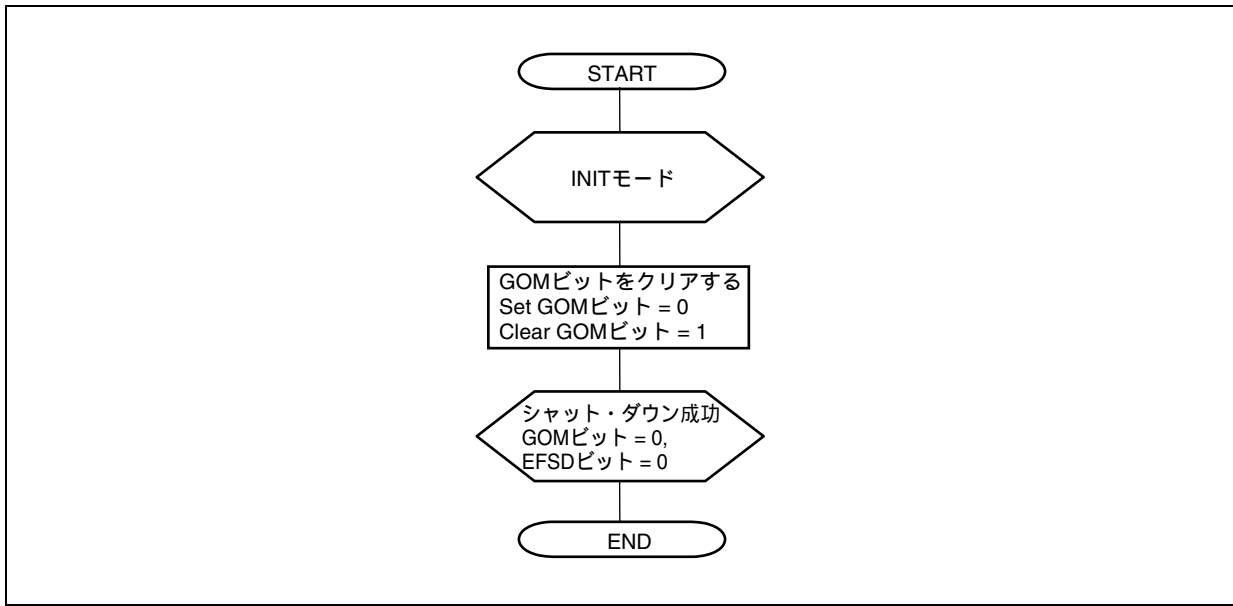 START
INITモード
GOMビットをクリアする
Set GOMビット = 0
Clear GOMビット = 1
シャット・ダウン成功
GOMビット = 0,
EFSDビット = 0
END